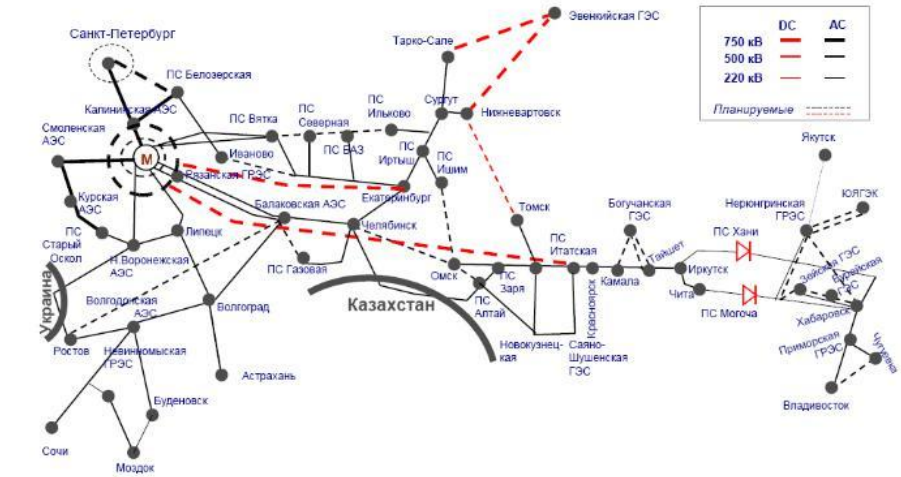 Эвенкийская ГЭС
DC AC
750 кВ
500 кВ
220 кВ
Планируемые
Санкт-Петербург
Тарко-Сале
ПС Белозерская
Калининская АЭС
ПС Вятка
ПС
Северная
ПС
Ильково
Сургут
Нижневартовск
Смоленская
АЭС
М
Иваново
ПС ВАЗ
ПС
Иртыш
ПС
Ишим
Якутск
Рязанская ГРЭС
Екатеринбург
Курская
АЭС
Балаковская АЭС
Челябинск
Томск
Богучанская
ГЭС
Нерюнгринская
ГРЭС
ЮЯГЭК
ПС
Старый
Оскол
Н.Воронежская
АЭС
Липецк
ПС Газовая
Омск
ПС
Заря
ПС
Итатская
Тайшет
Камала
Иркутск
ПС Хани
Зейская ГЭС
Бурейская
ГЭС
Украина
Волгодонская
АЭС
Волгоград
Казахстан
ПС
Алтай
Красноярск
Чита
ПС Могоча
Хабаровск
Ростов
Невинномыская
ГРЭС
Новокузнец-
кая
Саяно-
Шушенская
ГЭС
Приморская
ГРЭС
Чугуевка
Астрахань
Буденовск
Владивосток
Сочи
Моздок